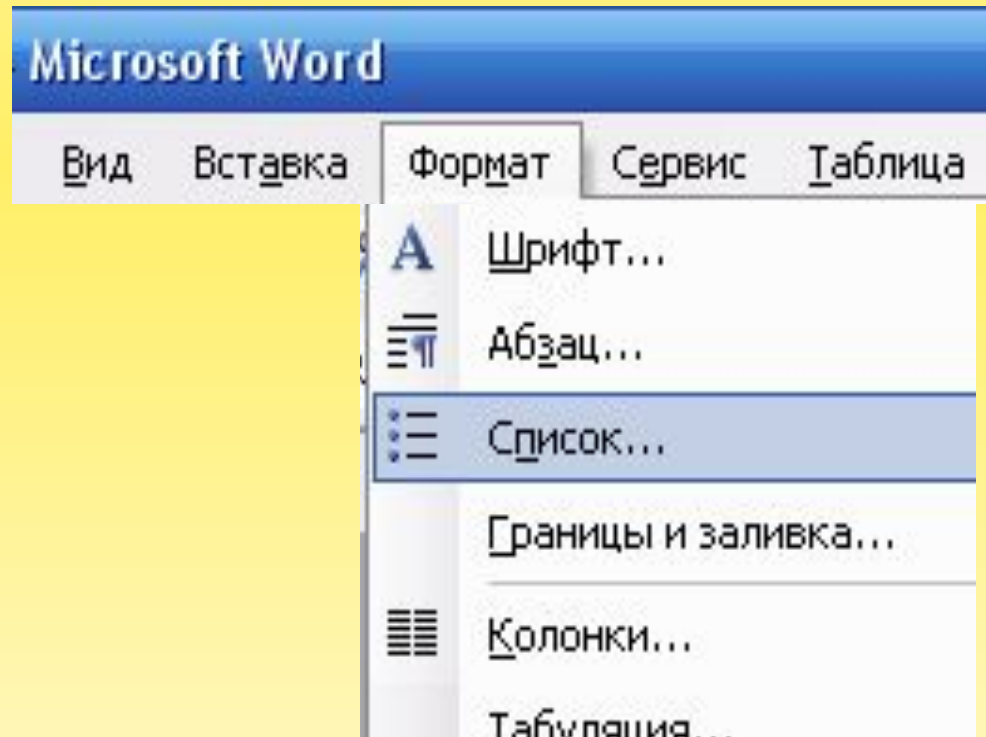 Microsoft Word
Вид Вставка Формат Сервис Таблица
Шрифт...
Абзац...
Список...
Границы и заливка...
Колонки...
Табуляция...